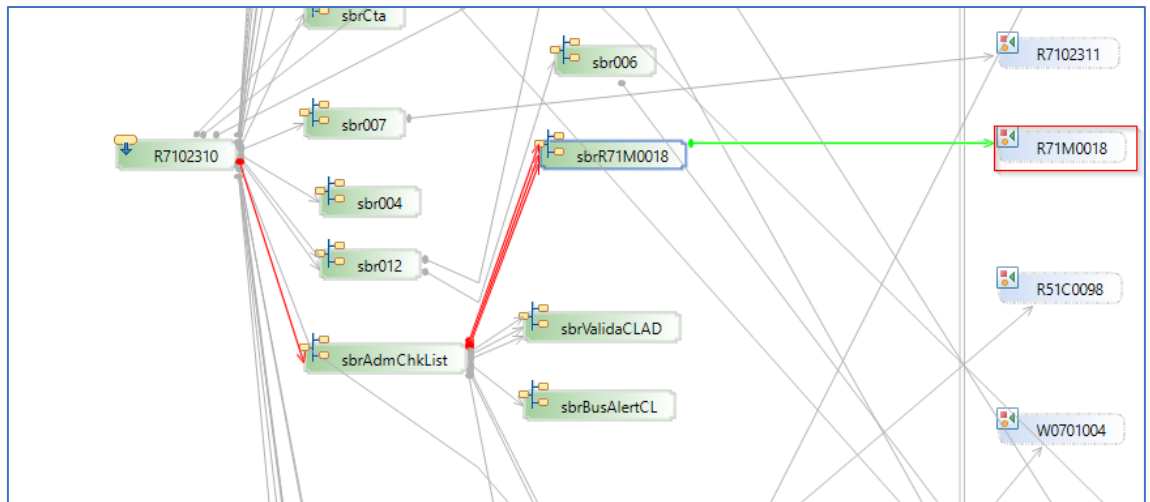 sbrCta
sbr006
R7102311
sbr007
R7102310
sbrR71M0018
R71M0018
sbr004
sbr012
R51C0098
sbrValidaCLAD
sbrAdmChkList
sbrBusAlertCL
W0701004